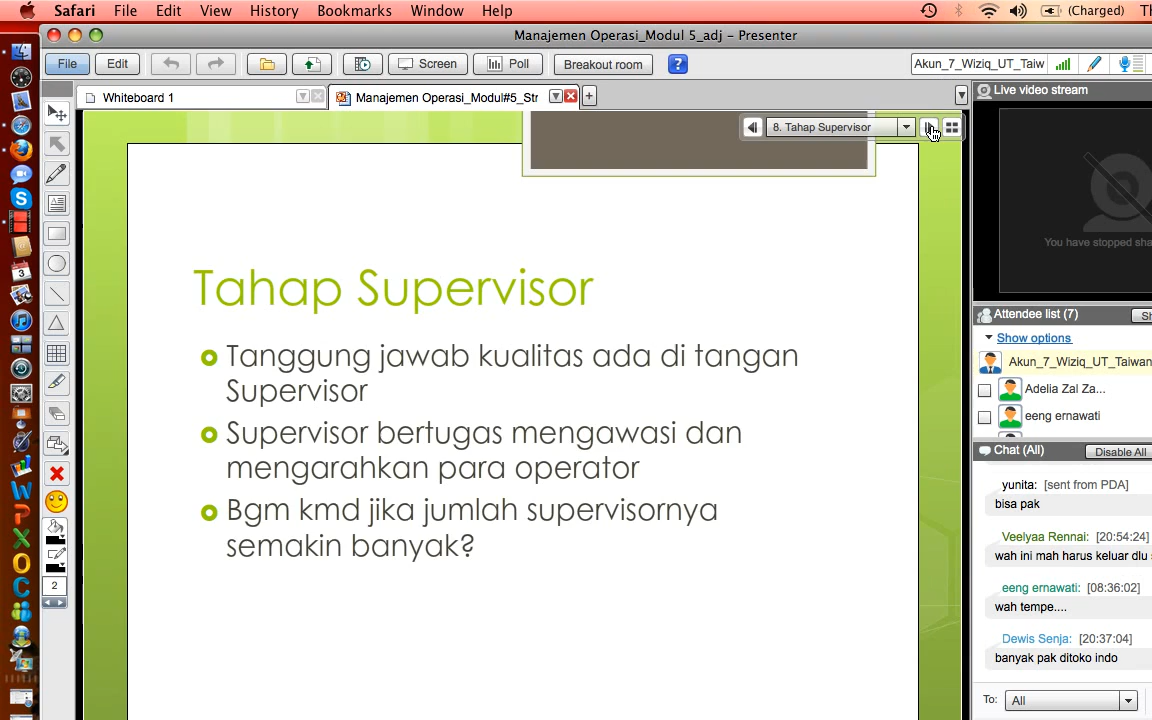 Safari File Edit View History Bookmarks Window Help (Charged)
Manajemen Operasi_Modul 5_adj – Presenter
File Edit Screen Poll Breakout room ? Akun_7_Wiziq_UT_Taiw
Whiteboard 1 Manajemen Operasi_Modul#5_Str
Live video stream
8. Tahap Supervisor
You have stopped sha
Tahap Supervisor
Tanggung jawab kualitas ada di tangan
Supervisor
Supervisor bertugas mengawasi dan
mengarahkan para operator
Bgm kmd jika jumlah supervisornya
semakin banyak?
2
Attendee list (7)
Show options
Akun_7_Wiziq_UT_Taiwan
Adelia Zal Za...
eeng ernawati
Chat (All) Disable All
yunita: [sent from PDA]
bisa pak
Veelyaa Rennai: [20:54:24]
wah ini mah harus keluar dlu
eeng ernawati: [08:36:02]
wah tempe....
Dewis Senja: [20:37:04]
banyak pak ditoko indo
To: All